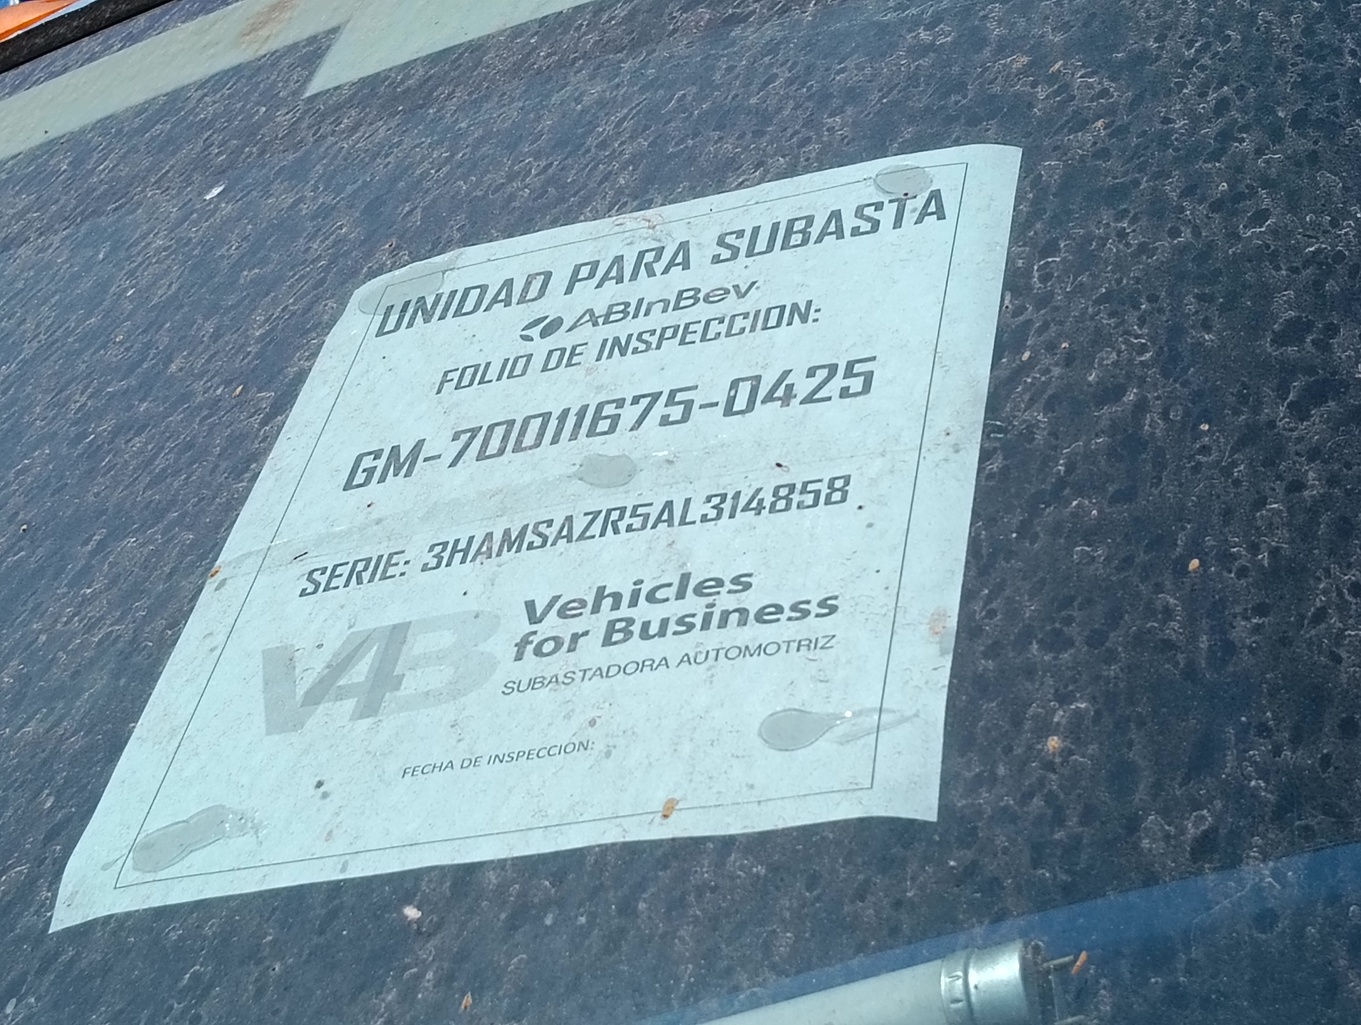 UNIDAD PARA SUBASTA
ABInBev
FOLIO DE INSPECCION:
GM-70011675-0425
SERIE: 3HAMSAZR5AL314858
V4B
Vehicles
for Business
SUBASTADORA AUTOMOTRIZ
FECHA DE INSPECCIÓN: